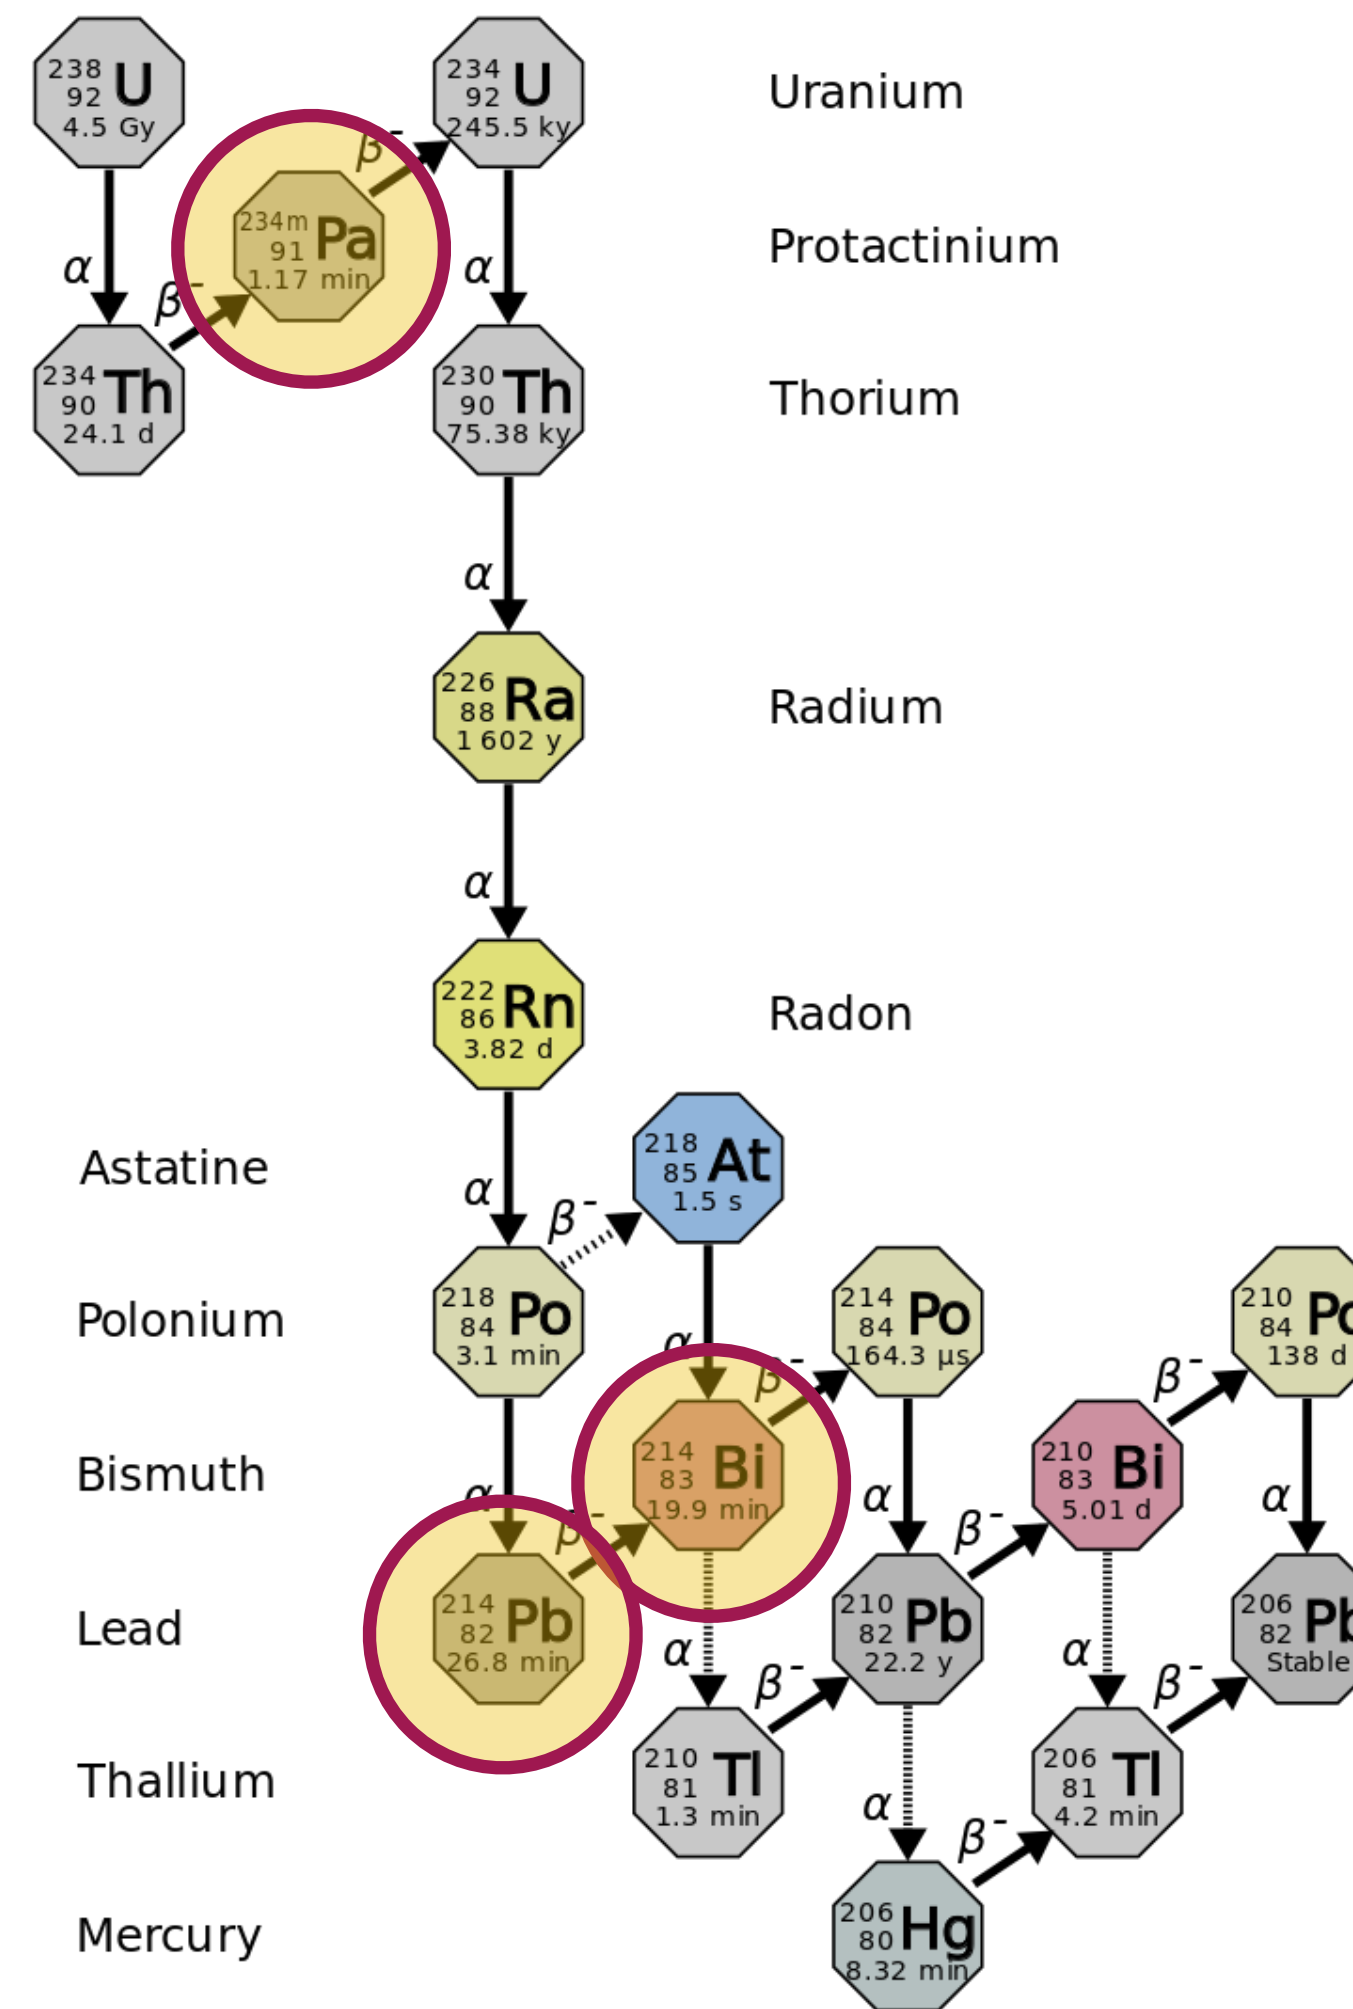 238 U
92
4.5 Gy
234 U
92
245.5 ky
Uranium
β-
234m Pa
91
1.17 min
Protactinium
α
β-
α
234 Th
90
24.1 d
230 Th
90
75.38 ky
Thorium
α
226 Ra
88
1 602 y
Radium
α
222 Rn
86
3.82 d
Radon
Astatine
218 At
85
1.5 s
α
β-
Polonium
218 Po
84
3.1 min
α
214 Po
84
164.3 µs
210 Po
84
138 d
β-
β-
Bismuth
214 Bi
83
19.9 min
210 Bi
83
5.01 d
α
α
α
β-
β-
Lead
214 Pb
82
26.8 min
210 Pb
82
22.2 y
206 Pb
82
Stable
α
α
β-
β-
Thallium
210 Tl
81
1.3 min
206 Tl
81
4.2 min
α
β-
Mercury
206 Hg
80
8.32 min